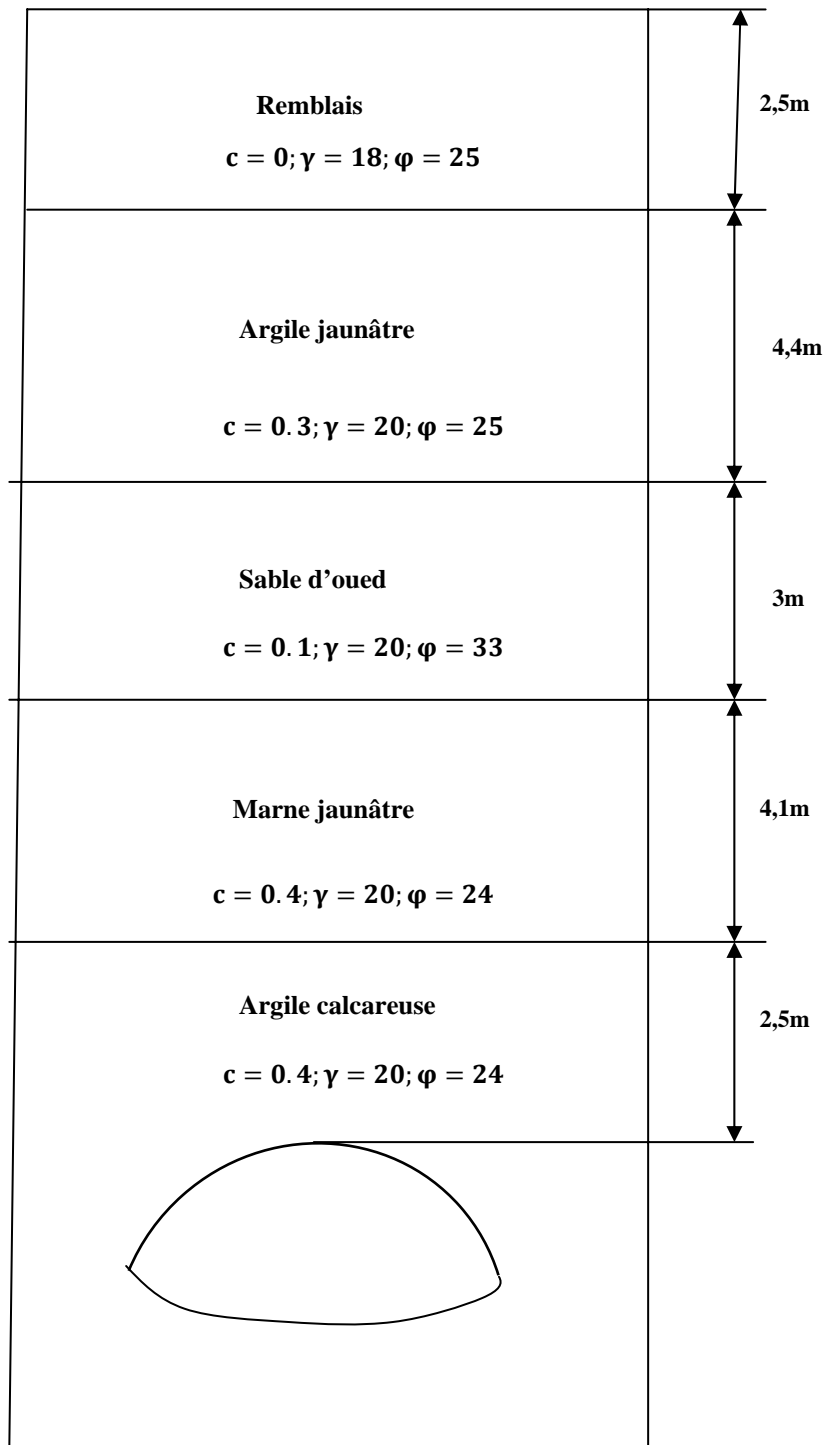 Remblais
2,5m
c = 0; γ = 18; φ = 25
Argile jaunâtre
4,4m
c = 0.3; γ = 20; φ = 25
Sable d’oued
3m
c = 0.1; γ = 20; φ = 33
Marne jaunâtre
4,1m
c = 0.4; γ = 20; φ = 24
Argile calcareuse
2,5m
c = 0.4; γ = 20; φ = 24